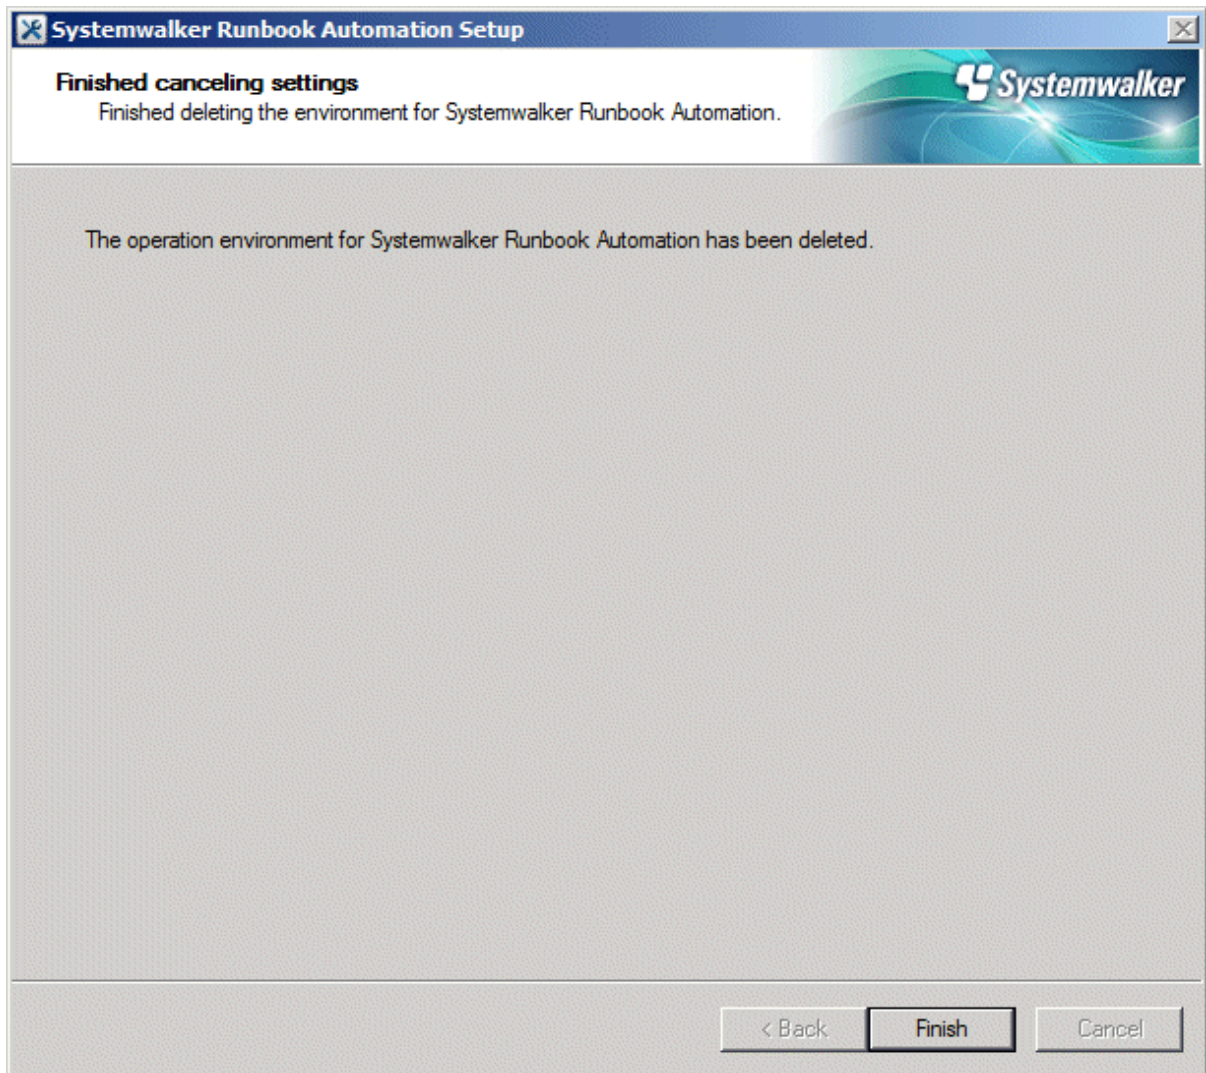 Systemwalker Runbook Automation Setup
Finished canceling settings
Finished deleting the environment for Systemwalker Runbook Automation.
Systemwalker
The operation environment for Systemwalker Runbook Automation has been deleted.
< Back
Finish
Cancel